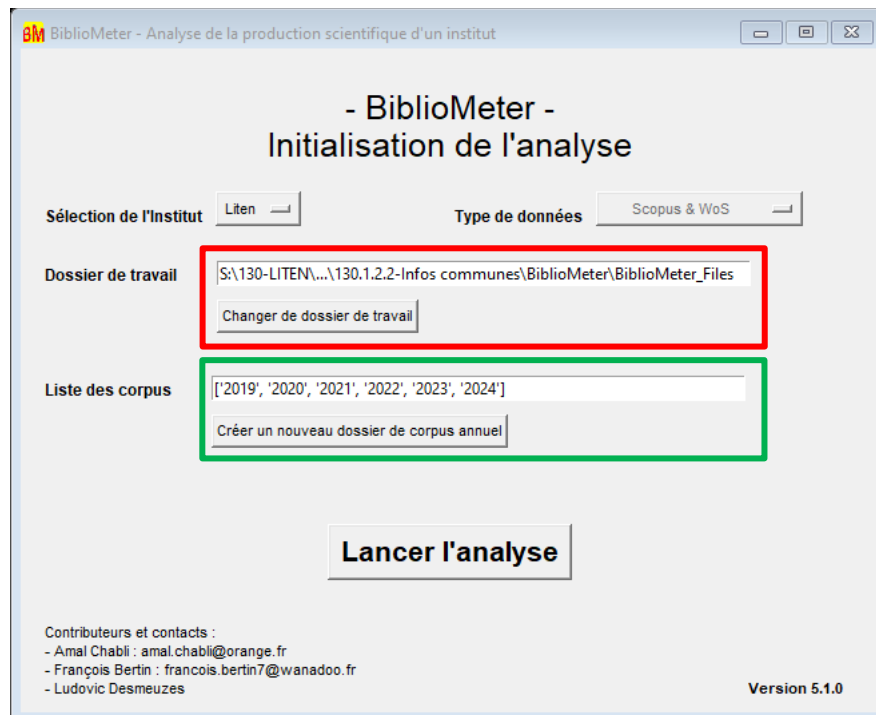 BM BiblioMeter - Analyse de la production scientifique d'un institut
- BiblioMeter -
Initialisation de l'analyse
Sélection de l'Institut Liten Type de données Scopus & WoS
Dossier de travail S:\130-LITEN\...\130.1.2.2-Infos communes\BiblioMeter\BiblioMeter_Files
Changer de dossier de travail
Liste des corpus ['2019', '2020', '2021', '2022', '2023', '2024']
Créer un nouveau dossier de corpus annuel
Lancer l'analyse
Contributeurs et contacts :
- Amal Chabli : amal.chabli@orange.fr
- François Bertin : francois.bertin7@wanadoo.fr
- Ludovic Desmeuzes Version 5.1.0